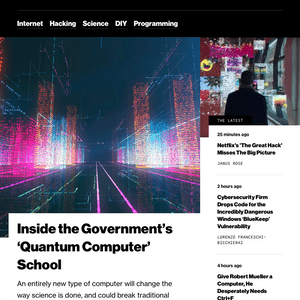 Internet Hacking Science DIY Programming
THE LATEST
25 minutes ago
Netflix's 'The Great Hack'
Misses The Big Picture
JANUS ROSE
2 hours ago
Cybersecurity Firm
Drops Code for the
Incredibly Dangerous
Windows 'BlueKeep'
Vulnerability
LORENZO FRANCESCHI-
BICCHIERAI
4 hours ago
Give Robert Mueller a
Computer, He
Desperately Needs
Ctrl+F
Inside the Government's
'Quantum Computer'
School
An entirely new type of computer will change the
way science is done, and could break traditional